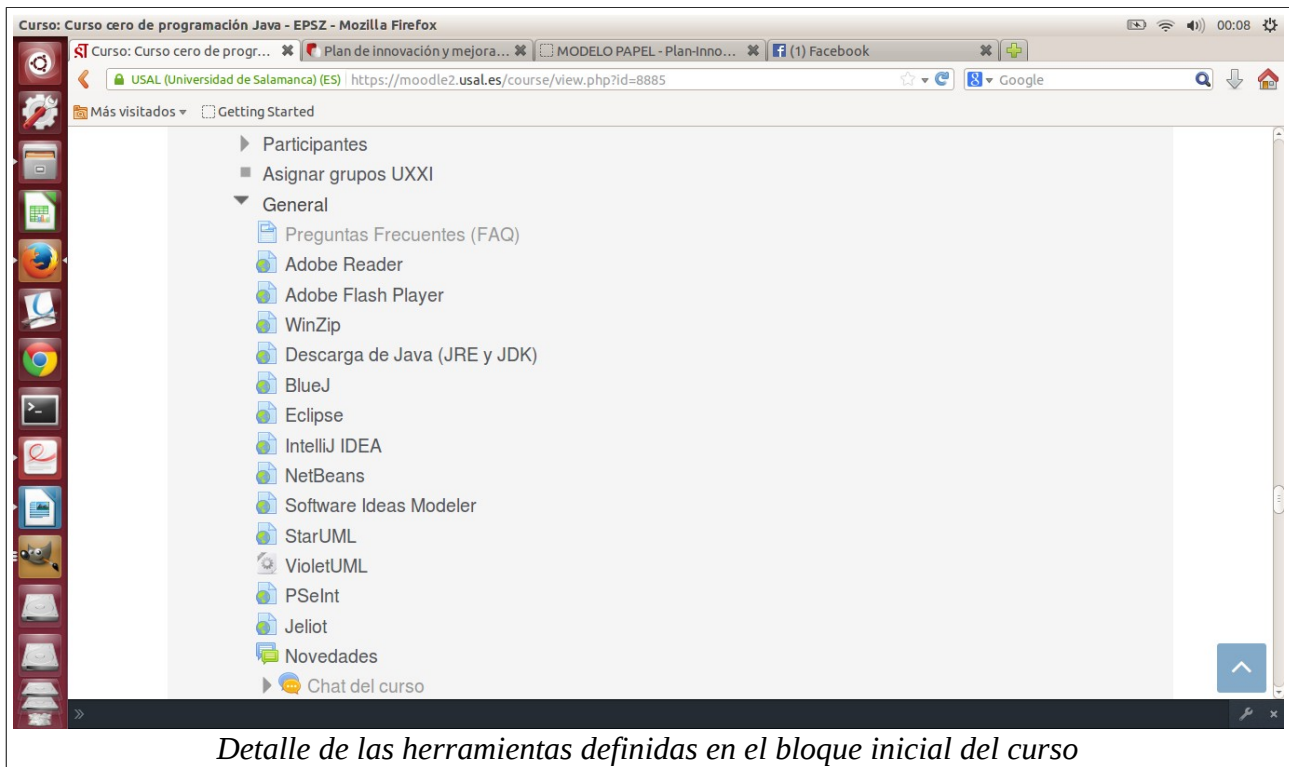 Curso: Curso cero de programación Java - EPSZ - Mozilla Firefox 00:08
Curso: Curso cero de progr... Plan de innovación y mejora... MODELO PAPEL - Plan-Inno... (1) Facebook
USAL (Universidad de Salamanca) (ES) https://moodle2.usal.es/course/view.php?id=8885 Google
Más visitados Getting Started
Participantes
Asignar grupos UXXI
General
Preguntas Frecuentes (FAQ)
Adobe Reader
Adobe Flash Player
WinZip
Descarga de Java (JRE y JDK)
BlueJ
Eclipse
IntelliJ IDEA
NetBeans
Software Ideas Modeler
StarUML
VioletUML
PSeInt
Jeliot
Novedades
Chat del curso
Detalle de las herramientas definidas en el bloque inicial del curso